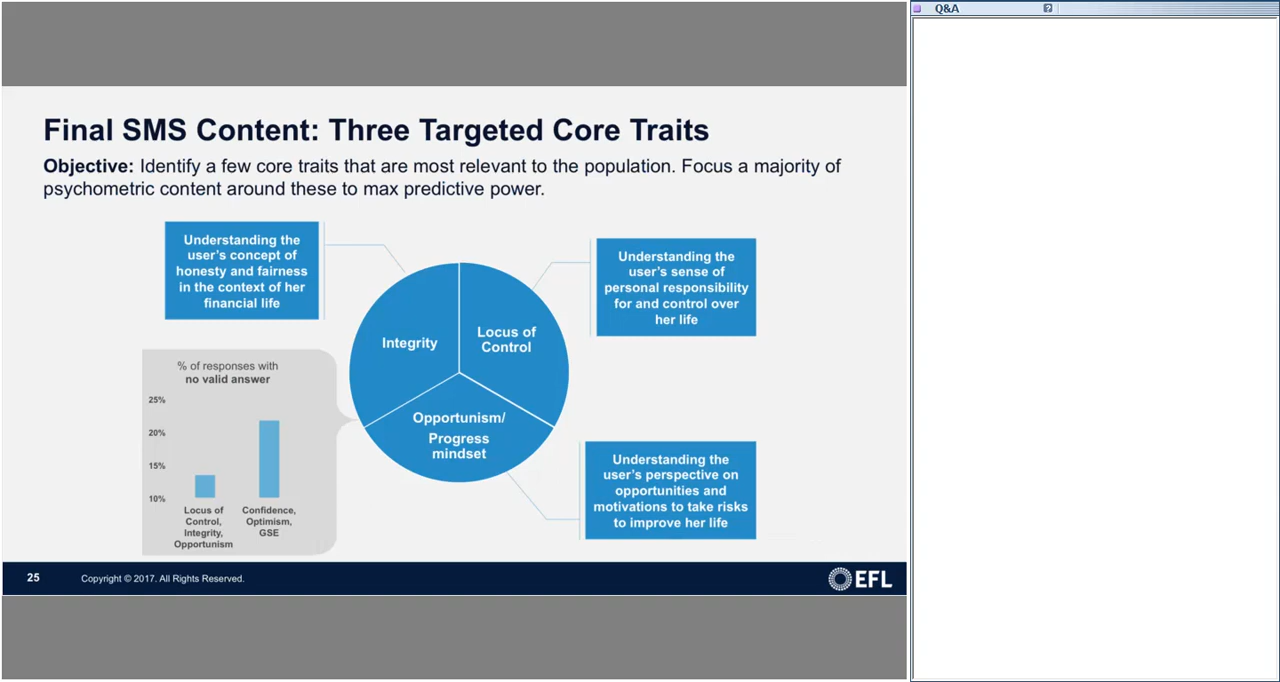 Q&A
?
Final SMS Content: Three Targeted Core Traits
Objective: Identify a few core traits that are most relevant to the population. Focus a majority of
psychometric content around these to max predictive power.
Understanding the
user's concept of
honesty and fairness
in the context of her
financial life
Understanding the
user's sense of
personal responsibility
for and control over
her life
Integrity
Locus of
Control
Opportunism/
Progress
mindset
% of responses with
no valid answer
25%
20%
15%
10%
Locus of
Control,
Integrity,
Opportunism
Confidence,
Optimism,
GSE
Understanding the
user's perspective on
opportunities and
motivations to take risks
to improve her life
25
Copyright © 2017. All Rights Reserved.
EFL